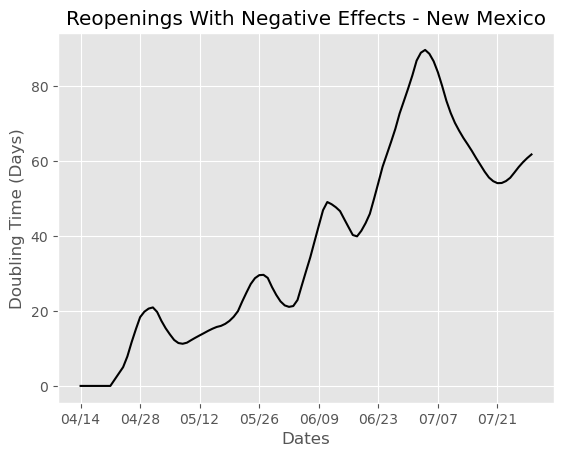 Reopenings With Negative Effects - New Mexico
80
60
40
20
0
Doubling Time (Days)
04/14 04/28 05/12 05/26 06/09 06/23 07/07 07/21
Dates